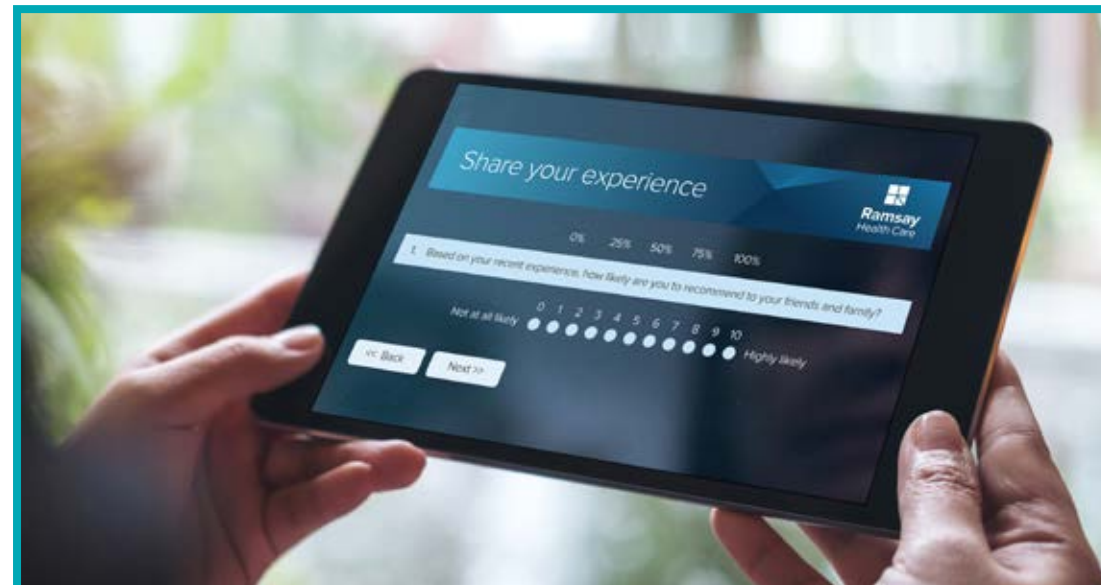 Share your experience
Ramsay
Health Care
0% 25% 50% 75% 100%
1. Based on your recent experience, how likely are you to recommend to your friends and family?
0 1 2 3 4 5 6 7 8 9 10
Not at all likely Highly likely
<< Back Next >>